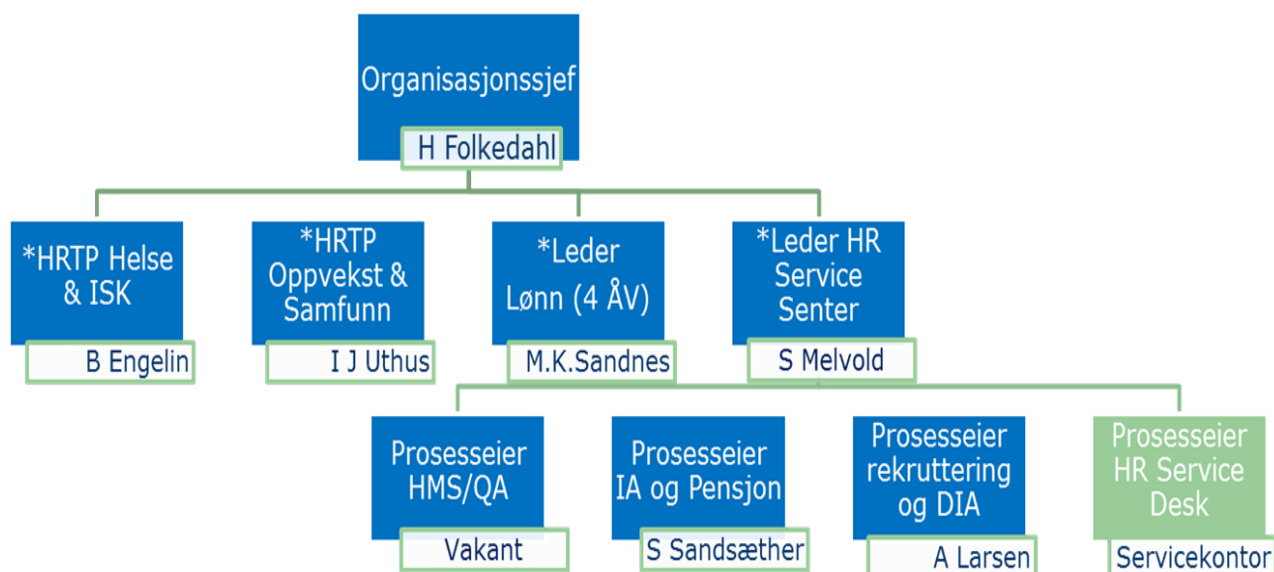 Organisasjonssjef
H Folkedahl
*HRTP Helse
& ISK
B Engelin
*HRTP
Oppvekst &
Samfunn
I J Uthus
*Leder
Lønn (4 ÅV)
M.K.Sandnes
*Leder HR
Service
Senter
S Melvold
Prosesseier
HMS/QA
Vakant
Prosesseier
IA og Pensjon
S Sandsæther
Prosesseier
rekruttering
og DIA
A Larsen
Prosesseier
HR Service
Desk
Servicekontor